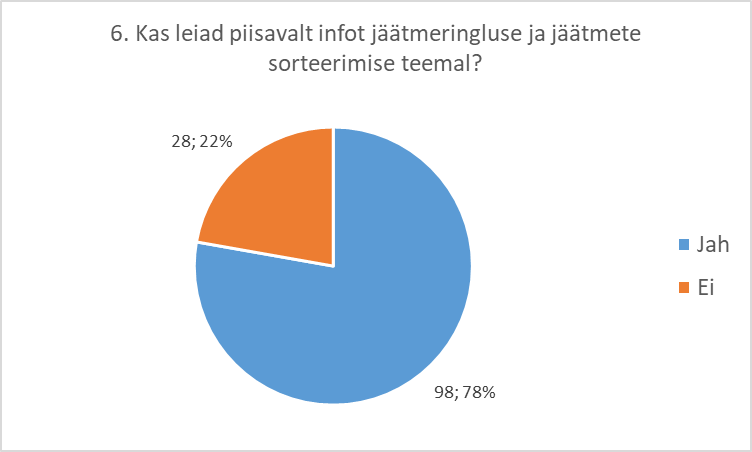 6. Kas leiad piisavalt infot jäätmeringluse ja jäätmete
sorteerimise teemal?
28; 22%
Jah
Ei
98; 78%